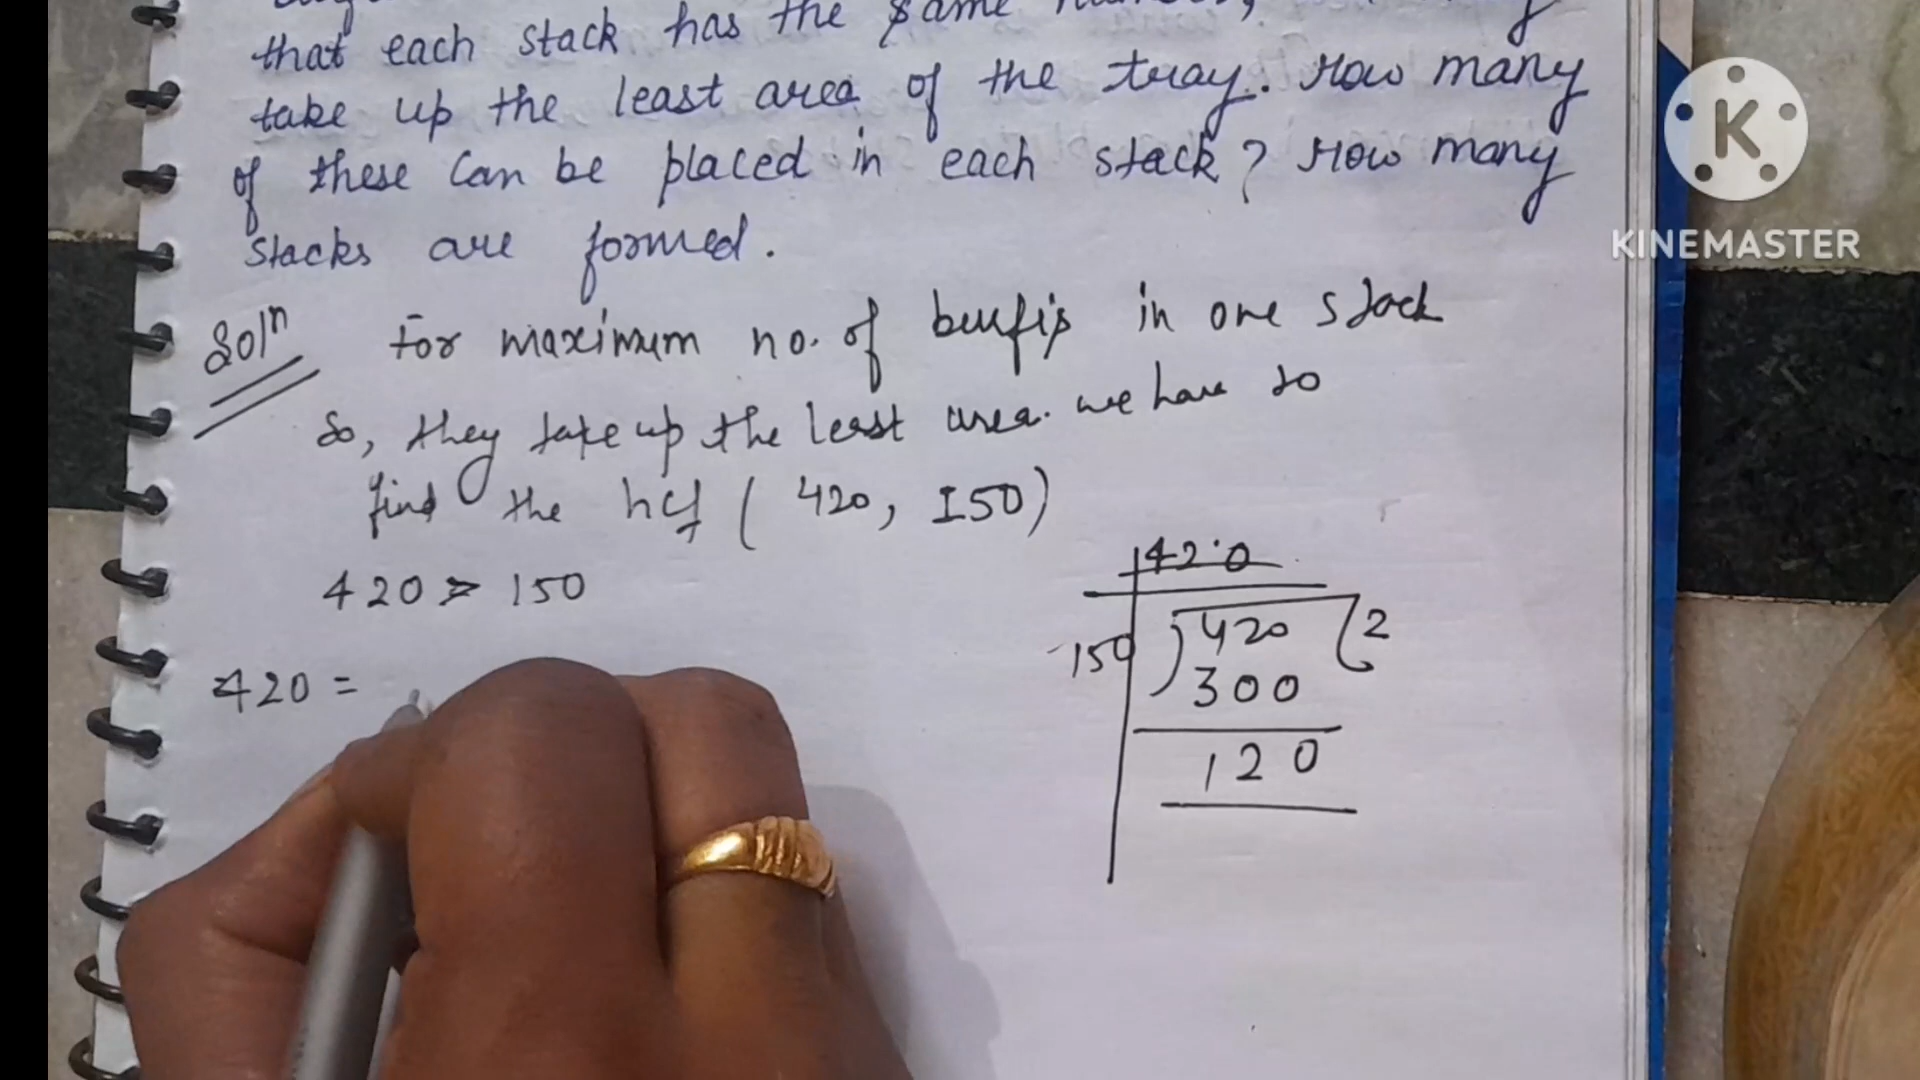 same
that each stack has the same
take up the least area of the tray. How many
of these can be placed in each stack? How many
stacks are formed.
Solⁿ For maximum no. of burfis in one stack
So, they take up the least area. we have to
find the hcf ( 420, 150)
420 > 150
420 =
420
150 ) 420 ( 2
300
120
K
KINEMASTER